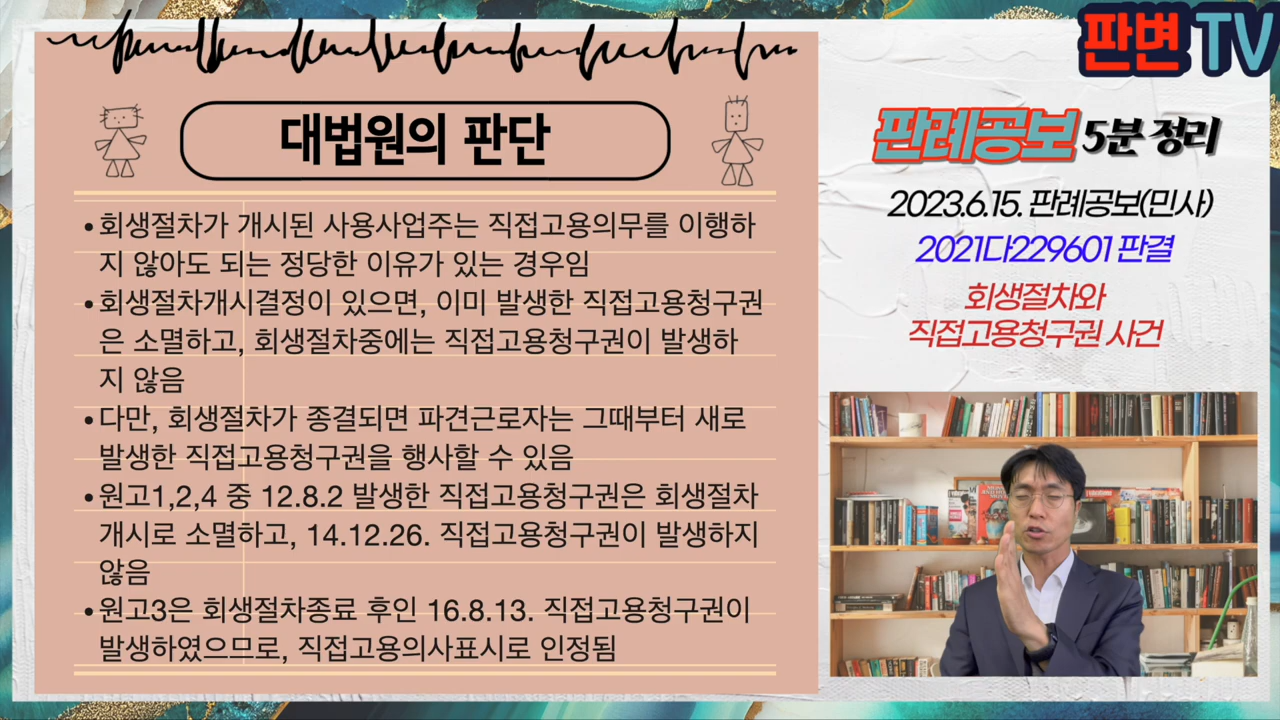 판변 TV
대법원의 판단
•회생절차가 개시된 사용사업주는 직접고용의무를 이행하
지 않아도 되는 정당한 이유가 있는 경우임
•회생절차개시결정이 있으면, 이미 발생한 직접고용청구권
은 소멸하고, 회생절차중에는 직접고용청구권이 발생하
지 않음
•다만, 회생절차가 종결되면 파견근로자는 그때부터 새로
발생한 직접고용청구권을 행사할 수 있음
•원고1,2,4 중 12.8.2 발생한 직접고용청구권은 회생절차
개시로 소멸하고, 14.12.26. 직접고용청구권이 발생하지
않음
•원고3은 회생절차종료 후인 16.8.13. 직접고용청구권이
발생하였으므로, 직접고용의사표시로 인정됨
판례공보 5분 정리
2023.6.15. 판례공보(민사)
2021다229601 판결
회생절차와
직접고용청구권 사건